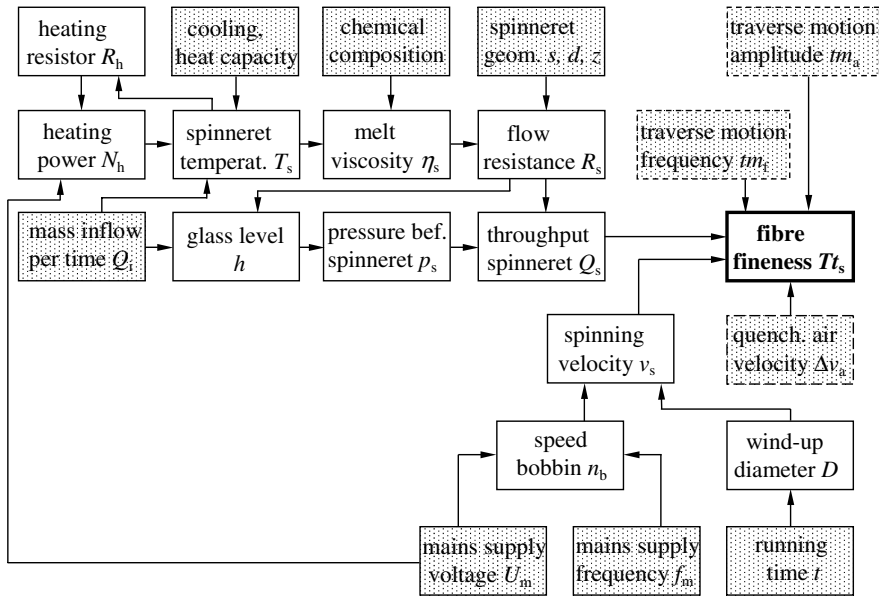 heating
resistor Rh
cooling,
heat capacity
chemical
composition
spinneret
geom. s, d, z
traverse motion
amplitude tma
heating
power Nh
spinneret
temperat. Ts
melt
viscosity ηs
flow
resistance Rs
traverse motion
frequency tmf
mass inflow
per time Qi
glass level
h
pressure bef.
spinneret ps
throughput
spinneret Qs
fibre
fineness Tts
spinning
velocity vs
quench. air
velocity Δva
speed
bobbin nb
wind-up
diameter D
mains supply
voltage Um
mains supply
frequency fm
running
time t